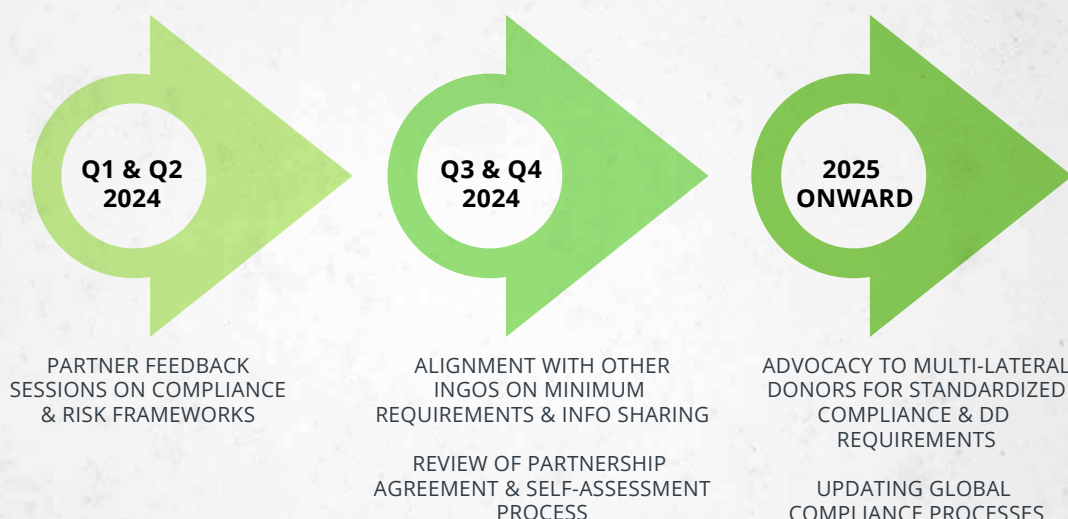 Q1 & Q2
2024
PARTNER FEEDBACK
SESSIONS ON COMPLIANCE
& RISK FRAMEWORKS
Q3 & Q4
2024
ALIGNMENT WITH OTHER
INGOS ON MINIMUM
REQUIREMENTS & INFO SHARING
REVIEW OF PARTNERSHIP
AGREEMENT & SELF-ASSESSMENT
PROCESS
2025
ONWARD
ADVOCACY TO MULTI-LATERAL
DONORS FOR STANDARDIZED
COMPLIANCE & DD
REQUIREMENTS
UPDATING GLOBAL
COMPLIANCE PROCESSES